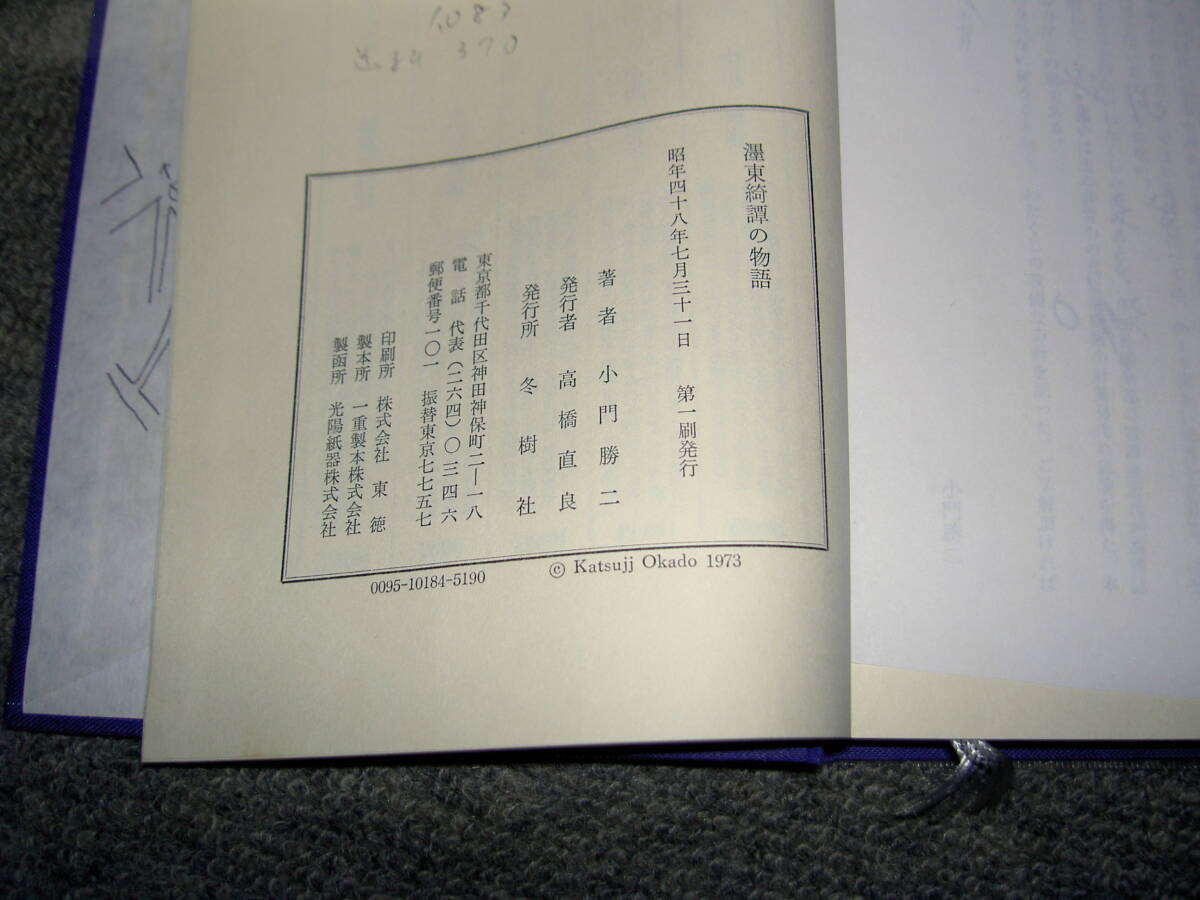 1083
370
濹東綺譚の物語
昭年四十八年七月三十一日 第一刷発行
著者 小門勝二
発行者 高橋直良
発行所 冬樹社
東京都千代田区神田神保町二―一八
電話 代表(二六四)〇三四六
郵便番号一〇一 振替東京七七五七
印刷所 株式会社 東徳
製本所 一重製本株式会社
製函所 光陽紙器株式会社
0095-10184-5190
© Katsujj Okado 1973